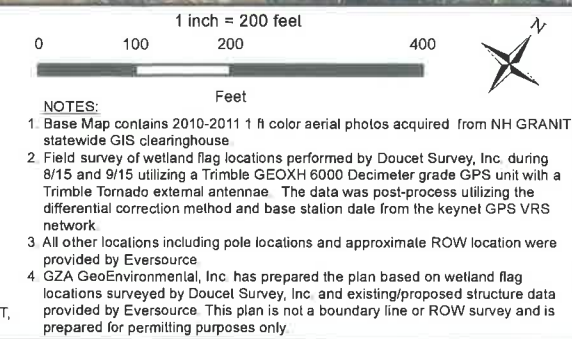 1 inch = 200 feet
N
0 100 200 400
Feet
NOTES:
1. Base Map contains 2010-2011 1 ft color aerial photos acquired from NH GRANIT
statewide GIS clearinghouse.
2. Field survey of wetland flag locations performed by Doucet Survey, Inc. during
8/15 and 9/15 utilizing a Trimble GEOXH 6000 Decimeter grade GPS unit with a
Trimble Tornado external antennae. The data was post-process utilizing the
differential correction method and base station date from the keynet GPS VRS
network.
3. All other locations including pole locations and approximate ROW location were
provided by Eversource.
4. GZA GeoEnvironmental, Inc. has prepared the plan based on wetland flag
locations surveyed by Doucet Survey, Inc. and existing/proposed structure data
T, provided by Eversource. This plan is not a boundary line or ROW survey and is
prepared for permitting purposes only.